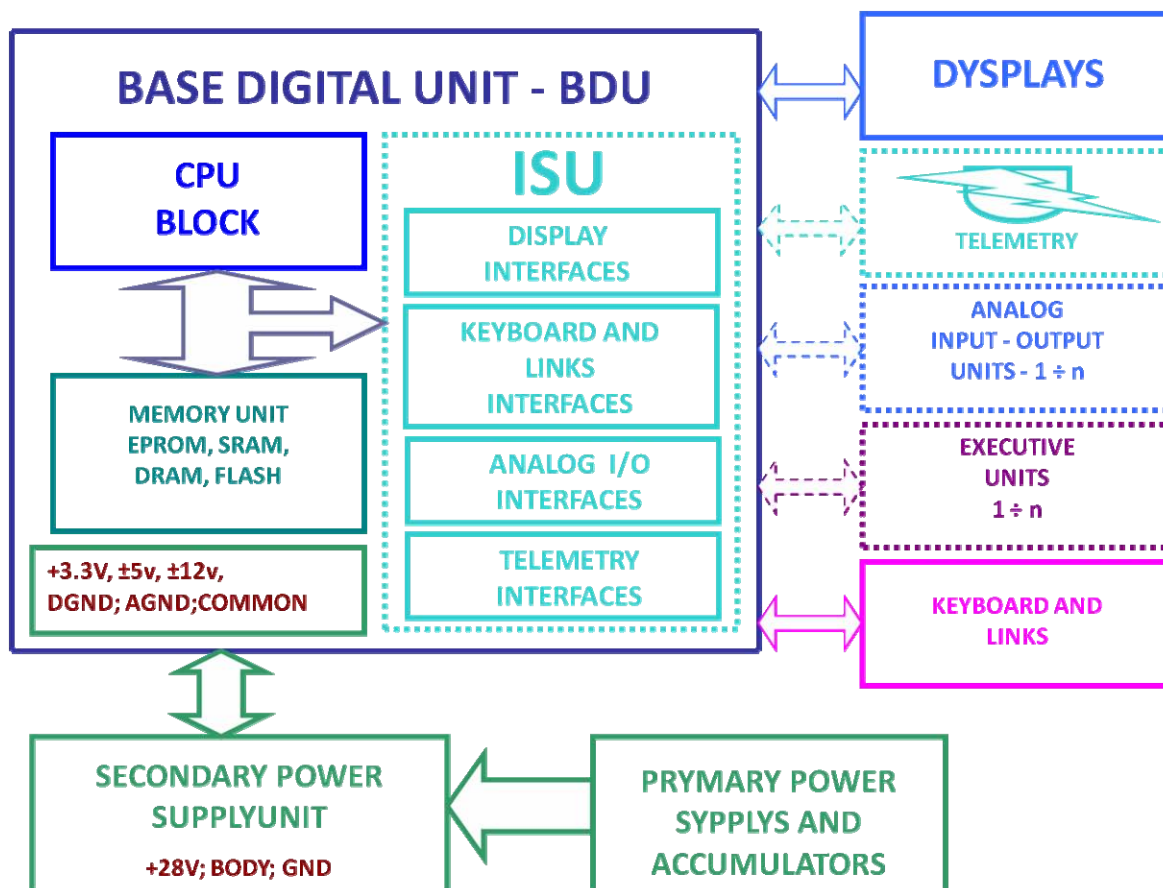 BASE DIGITAL UNIT - BDU
CPU
BLOCK
MEMORY UNIT
EPROM, SRAM,
DRAM, FLASH
+3.3V, ±5v, ±12v,
DGND; AGND;COMMON
ISU
DISPLAY
INTERFACES
KEYBOARD AND
LINKS
INTERFACES
ANALOG I/O
INTERFACES
TELEMETRY
INTERFACES
DYSPLAYS
TELEMETRY
ANALOG
INPUT - OUTPUT
UNITS - 1 ÷ n
EXECUTIVE
UNITS
1 ÷ n
KEYBOARD AND
LINKS
SECONDARY POWER
SUPPLYUNIT
+28V; BODY; GND
PRYMARY POWER
SYPPLYS AND
ACCUMULATORS